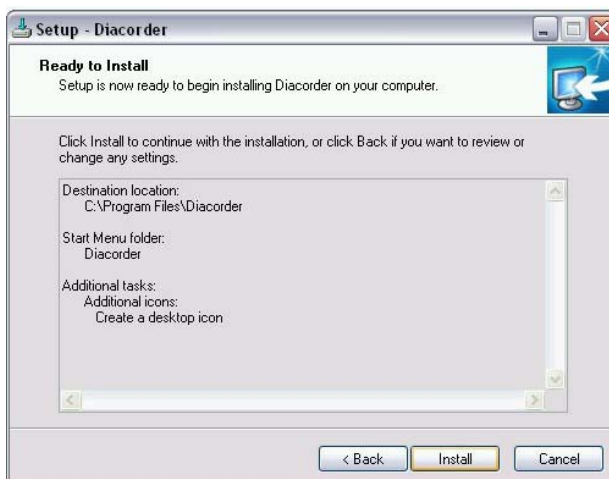 Setup - Diacorder
Ready to Install
Setup is now ready to begin installing Diacorder on your computer.
Click Install to continue with the installation, or click Back if you want to review or
change any settings.
Destination location:
C:\Program Files\Diacorder
Start Menu folder:
Diacorder
Additional tasks:
Additional icons:
Create a desktop icon
< Back
Install
Cancel